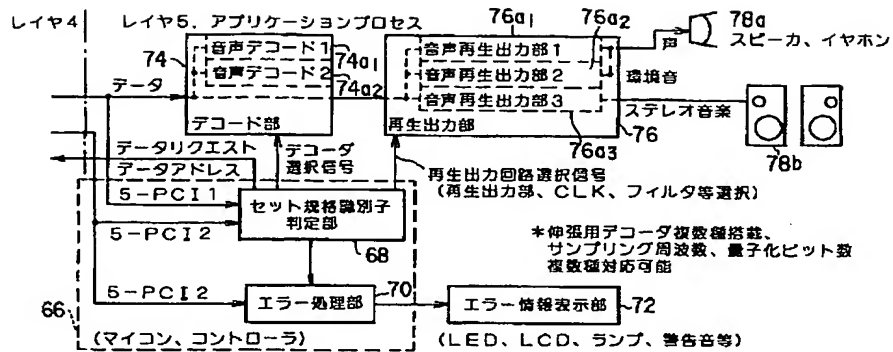 レイヤ4
レイヤ5．アプリケーションプロセス
76a1
76a2
78a
74
音声デコード1
74a1
音声デコード2
74a2
デコード部
音声再生出力部1
音声再生出力部2
音声再生出力部3
再生出力部
76
76a3
声
スピーカ、イヤホン
環境音
ステレオ音楽
78b
データ
データリクエスト
データアドレス
デコーダ
選択信号
再生出力回路選択信号
(再生出力部、CLK、フィルタ等選択)
5-PCI1
5-PCI2
セット規格識別子
判定部
68
*伸張用デコーダ複数種搭載、
サンプリング周波数、量子化ビット数
複数種対応可能
66
5-PCI2
エラー処理部
70
エラー情報表示部
72
(マイコン、コントローラ)
(LED、LCD、ランプ、警告音等)